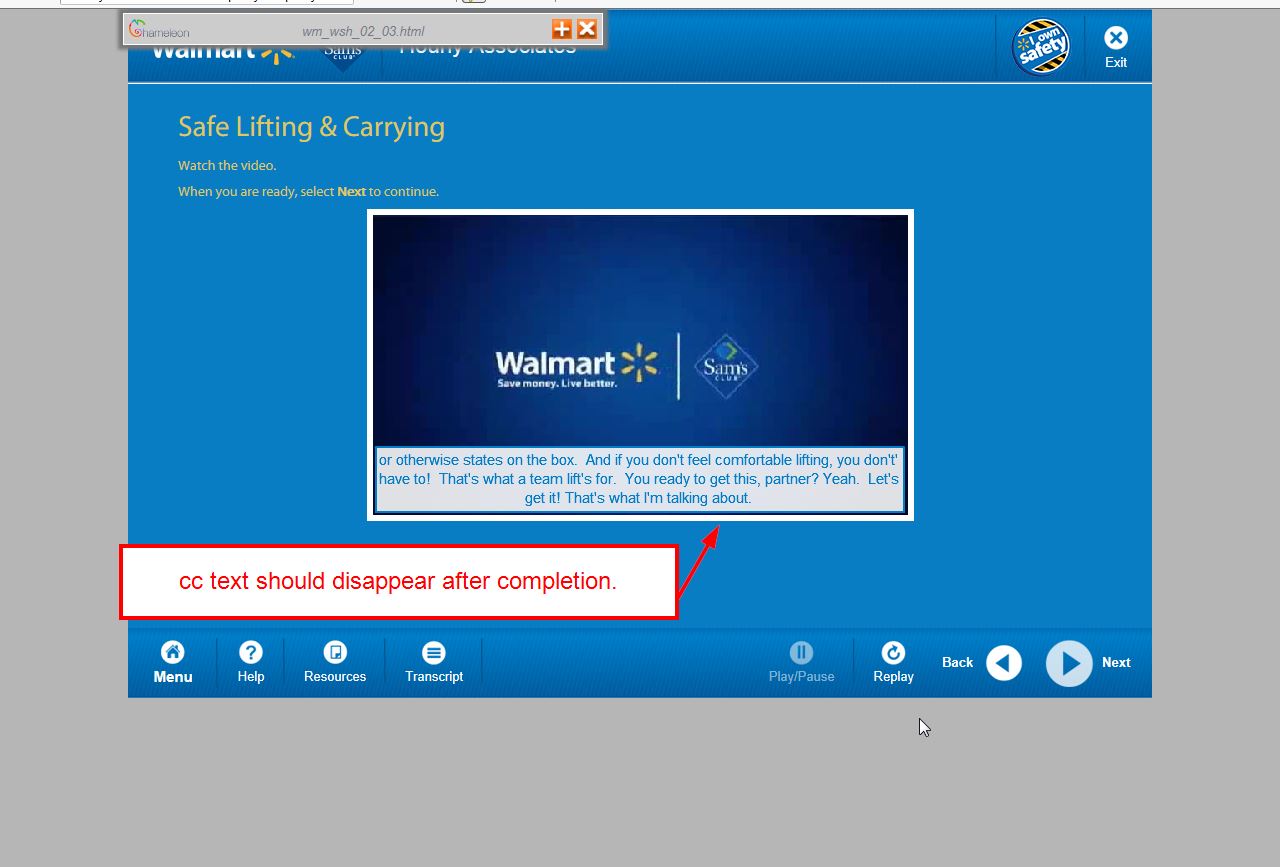 Chameleon wm_wsh_02_03.html
Walmart Sam's CLUB Hourly Associates
I own safety
Exit
Safe Lifting & Carrying
Watch the video.
When you are ready, select Next to continue.
Walmart
Save money. Live better.
Sam's
CLUB
or otherwise states on the box.  And if you don't feel comfortable lifting, you don't'
have to!  That's what a team lift's for.  You ready to get this, partner? Yeah.  Let's
get it! That's what I'm talking about.
cc text should disappear after completion.
Menu
Help
Resources
Transcript
Play/Pause
Replay
Back
Next